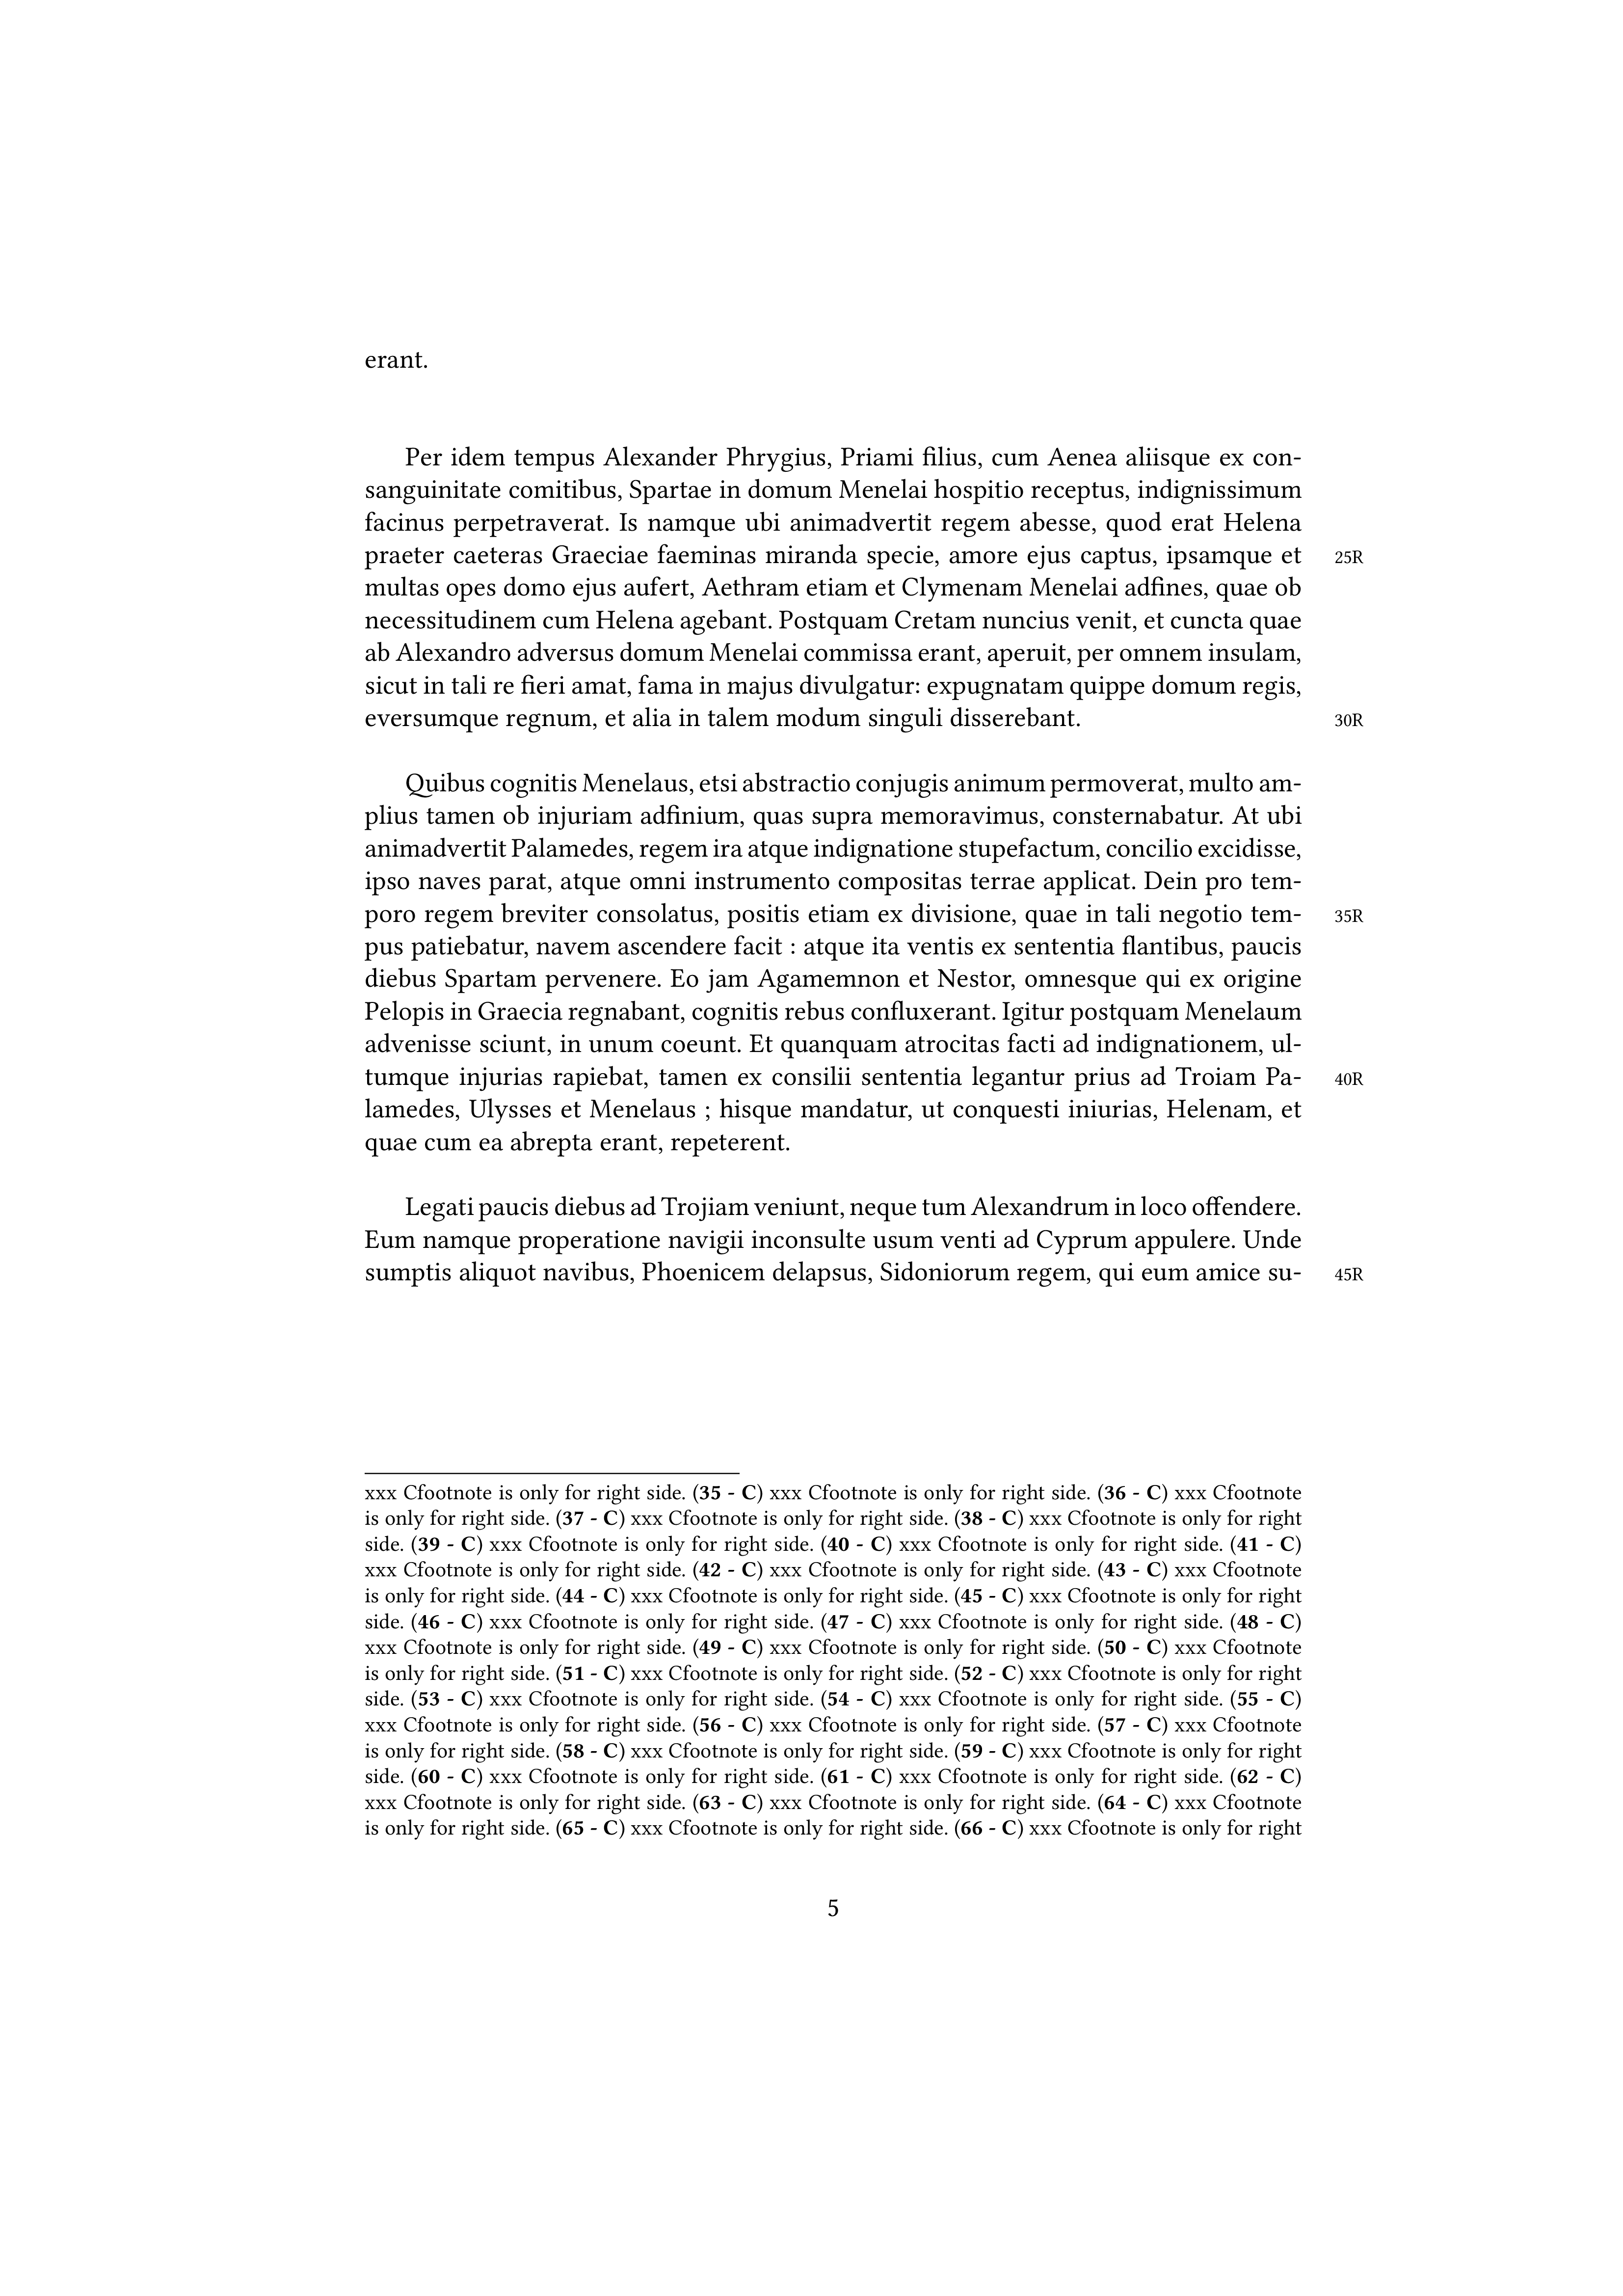 erant.
Per idem tempus Alexander Phrygius, Priami filius, cum Aenea aliisque ex con-
sanguinitate comitibus, Spartae in domum Menelai hospitio receptus, indignissimum
facinus perpetraverat. Is namque ubi animadvertit regem abesse, quod erat Helena
praeter caeteras Graeciae faeminas miranda specie, amore ejus captus, ipsamque et 25R
multas opes domo ejus aufert, Aethram etiam et Clymenam Menelai adfines, quae ob
necessitudinem cum Helena agebant. Postquam Cretam nuncius venit, et cuncta quae
ab Alexandro adversus domum Menelai commissa erant, aperuit, per omnem insulam,
sicut in tali re fieri amat, fama in majus divulgatur: expugnatam quippe domum regis,
eversumque regnum, et alia in talem modum singuli disserebant. 30R
Quibus cognitis Menelaus, etsi abstractio conjugis animum permoverat, multo am-
plius tamen ob injuriam adfinium, quas supra memoravimus, consternabatur. At ubi
animadvertit Palamedes, regem ira atque indignatione stupefactum, concilio excidisse,
ipso naves parat, atque omni instrumento compositas terrae applicat. Dein pro tem-
poro regem breviter consolatus, positis etiam ex divisione, quae in tali negotio tem- 35R
pus patiebatur, navem ascendere facit : atque ita ventis ex sententia flantibus, paucis
diebus Spartam pervenere. Eo jam Agamemnon et Nestor, omnesque qui ex origine
Pelopis in Graecia regnabant, cognitis rebus confluxerant. Igitur postquam Menelaum
advenisse sciunt, in unum coeunt. Et quanquam atrocitas facti ad indignationem, ul-
tumque injurias rapiebat, tamen ex consilii sententia legantur prius ad Troiam Pa- 40R
lamedes, Ulysses et Menelaus ; hisque mandatur, ut conquesti iniurias, Helenam, et
quae cum ea abrepta erant, repeterent.
Legati paucis diebus ad Trojiam veniunt, neque tum Alexandrum in loco offendere.
Eum namque properatione navigii inconsulte usum venti ad Cyprum appulere. Unde
sumptis aliquot navibus, Phoenicem delapsus, Sidoniorum regem, qui eum amice su- 45R
xxx Cfootnote is only for right side. (35 - C) xxx Cfootnote is only for right side. (36 - C) xxx Cfootnote
is only for right side. (37 - C) xxx Cfootnote is only for right side. (38 - C) xxx Cfootnote is only for right
side. (39 - C) xxx Cfootnote is only for right side. (40 - C) xxx Cfootnote is only for right side. (41 - C)
xxx Cfootnote is only for right side. (42 - C) xxx Cfootnote is only for right side. (43 - C) xxx Cfootnote
is only for right side. (44 - C) xxx Cfootnote is only for right side. (45 - C) xxx Cfootnote is only for right
side. (46 - C) xxx Cfootnote is only for right side. (47 - C) xxx Cfootnote is only for right side. (48 - C)
xxx Cfootnote is only for right side. (49 - C) xxx Cfootnote is only for right side. (50 - C) xxx Cfootnote
is only for right side. (51 - C) xxx Cfootnote is only for right side. (52 - C) xxx Cfootnote is only for right
side. (53 - C) xxx Cfootnote is only for right side. (54 - C) xxx Cfootnote is only for right side. (55 - C)
xxx Cfootnote is only for right side. (56 - C) xxx Cfootnote is only for right side. (57 - C) xxx Cfootnote
is only for right side. (58 - C) xxx Cfootnote is only for right side. (59 - C) xxx Cfootnote is only for right
side. (60 - C) xxx Cfootnote is only for right side. (61 - C) xxx Cfootnote is only for right side. (62 - C)
xxx Cfootnote is only for right side. (63 - C) xxx Cfootnote is only for right side. (64 - C) xxx Cfootnote
is only for right side. (65 - C) xxx Cfootnote is only for right side. (66 - C) xxx Cfootnote is only for right
5